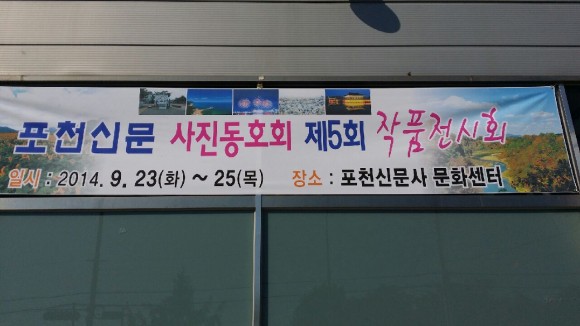 포천신문 사진동호회 제5회 작품전시회
일시 : 2014. 9. 23(화) ~ 25(목) 장소 : 포천신문사 문화센터